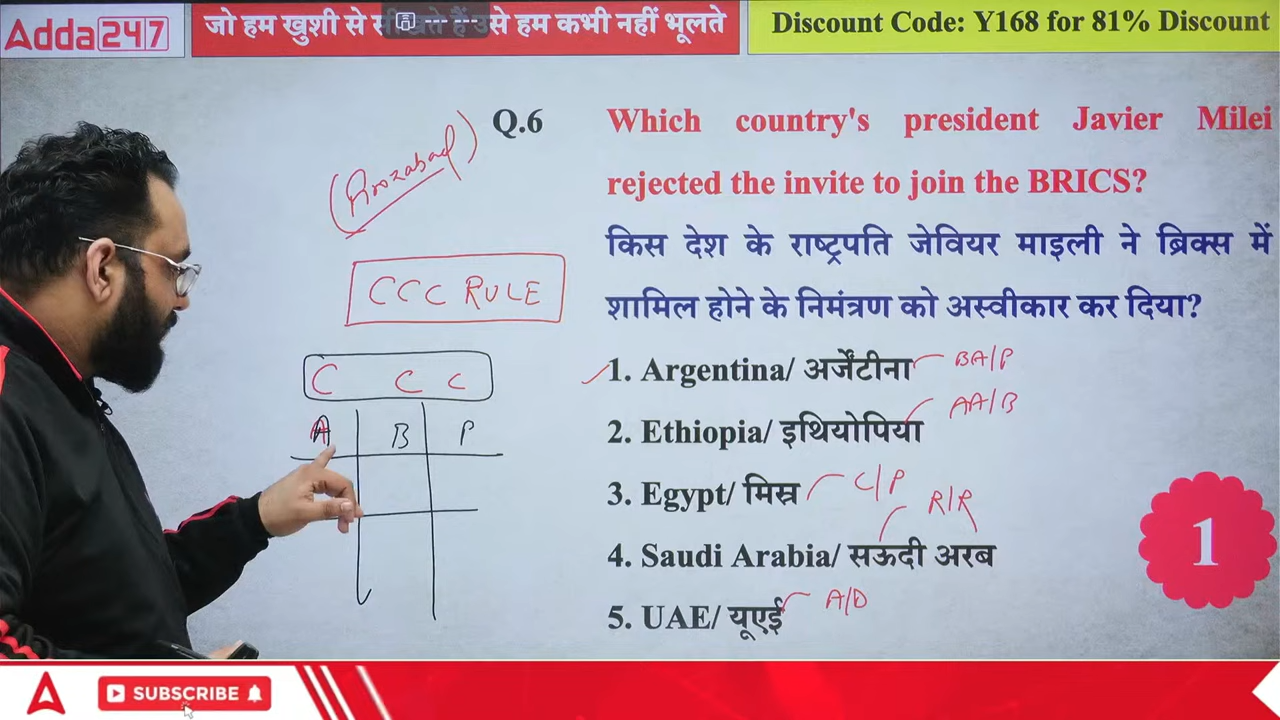 Adda247
जो हम खुशी से सीखते हैं उसे हम कभी नहीं भूलते
Discount Code: Y168 for 81% Discount
Q.6
Which country's president Javier Milei
rejected the invite to join the BRICS?
किस देश के राष्ट्रपति जेवियर माइली ने ब्रिक्स में
शामिल होने के निमंत्रण को अस्वीकार कर दिया?
CCC RULE
C C C
A B P
1. Argentina/ अर्जेंटीना BA/P
2. Ethiopia/ इथियोपिया AA/B
3. Egypt/ मिस्र C/P
4. Saudi Arabia/ सऊदी अरब R/R
5. UAE/ यूएई A/D
1
SUBSCRIBE